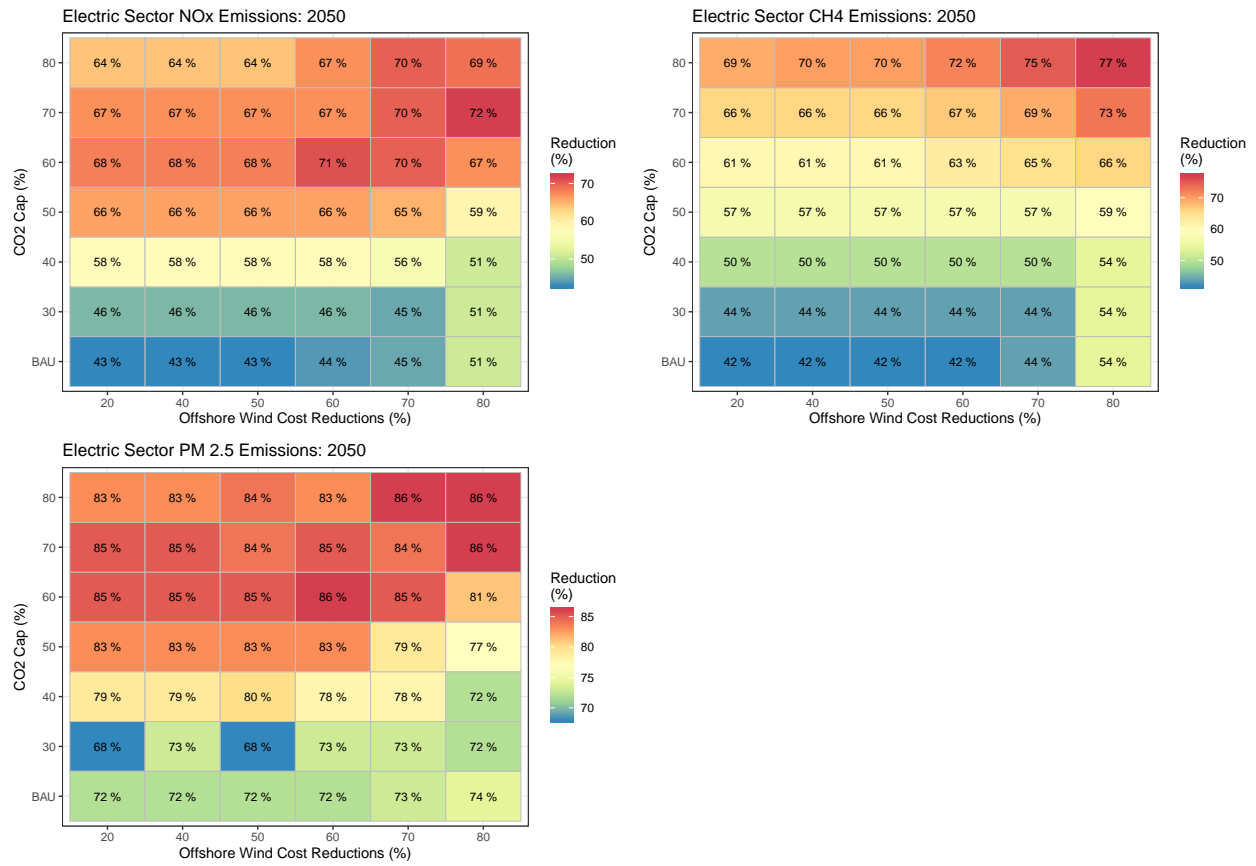 Electric Sector NOx Emissions: 2050
80 64 % 64 % 64 % 67 % 70 % 69 %
70 67 % 67 % 67 % 67 % 70 % 72 %
60 68 % 68 % 68 % 71 % 70 % 67 %
50 66 % 66 % 66 % 66 % 65 % 59 %
40 58 % 58 % 58 % 58 % 56 % 51 %
30 46 % 46 % 46 % 46 % 45 % 51 %
BAU 43 % 43 % 43 % 44 % 45 % 51 %
20 40 50 60 70 80
Offshore Wind Cost Reductions (%)
CO2 Cap (%)
Reduction
(%)
70
60
50
Electric Sector CH4 Emissions: 2050
80 69 % 70 % 70 % 72 % 75 % 77 %
70 66 % 66 % 66 % 67 % 69 % 73 %
60 61 % 61 % 61 % 63 % 65 % 66 %
50 57 % 57 % 57 % 57 % 57 % 59 %
40 50 % 50 % 50 % 50 % 50 % 54 %
30 44 % 44 % 44 % 44 % 44 % 54 %
BAU 42 % 42 % 42 % 42 % 44 % 54 %
20 40 50 60 70 80
Offshore Wind Cost Reductions (%)
CO2 Cap (%)
Reduction
(%)
70
60
50
Electric Sector PM 2.5 Emissions: 2050
80 83 % 83 % 84 % 83 % 86 % 86 %
70 85 % 85 % 84 % 85 % 84 % 86 %
60 85 % 85 % 85 % 86 % 85 % 81 %
50 83 % 83 % 83 % 83 % 79 % 77 %
40 79 % 79 % 80 % 78 % 78 % 72 %
30 68 % 73 % 68 % 73 % 73 % 72 %
BAU 72 % 72 % 72 % 72 % 73 % 74 %
20 40 50 60 70 80
Offshore Wind Cost Reductions (%)
CO2 Cap (%)
Reduction
(%)
85
80
75
70